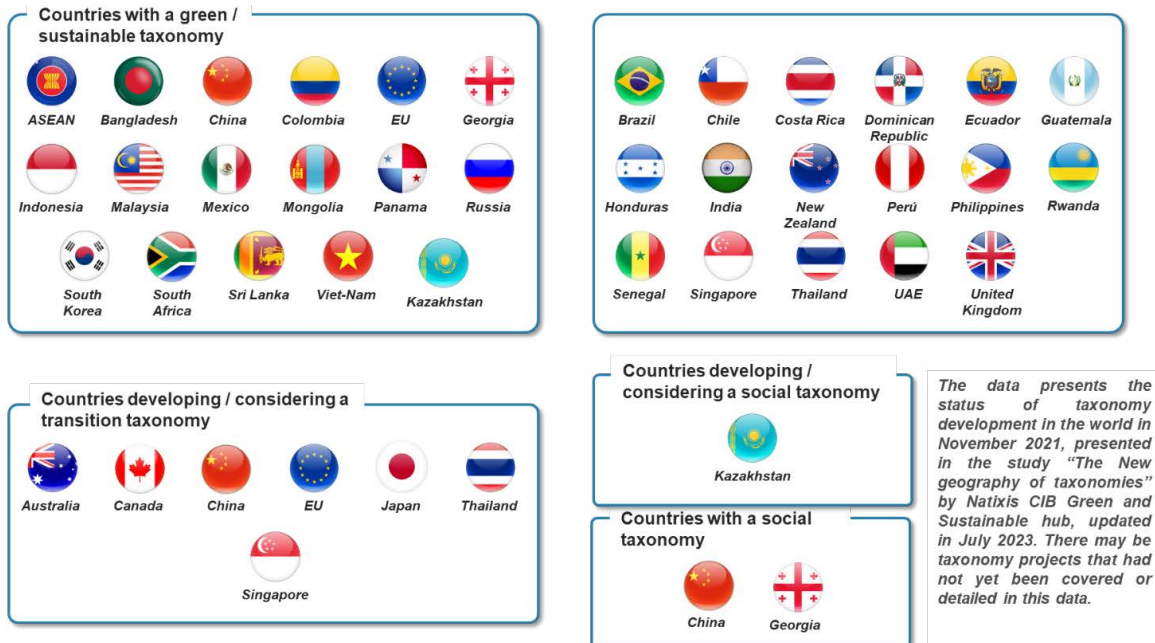 Countries with a green /
sustainable taxonomy
ASEAN Bangladesh China Colombia EU Georgia
Indonesia Malaysia Mexico Mongolia Panama Russia
South
Korea
South
Africa
Sri Lanka Viet-Nam Kazakhstan
Brazil Chile Costa Rica Dominican
Republic
Ecuador Guatemala
Honduras India New
Zealand
Perú Philippines Rwanda
Senegal Singapore Thailand UAE United
Kingdom
Countries developing / considering a
transition taxonomy
Australia Canada China EU Japan Thailand
Singapore
Countries developing /
considering a social taxonomy
Kazakhstan
Countries with a social
taxonomy
China Georgia
The data presents the
status of taxonomy
development in the world in
November 2021, presented
in the study “The New
geography of taxonomies”
by Natixis CIB Green and
Sustainable hub, updated
in July 2023. There may be
taxonomy projects that had
not yet been covered or
detailed in this data.